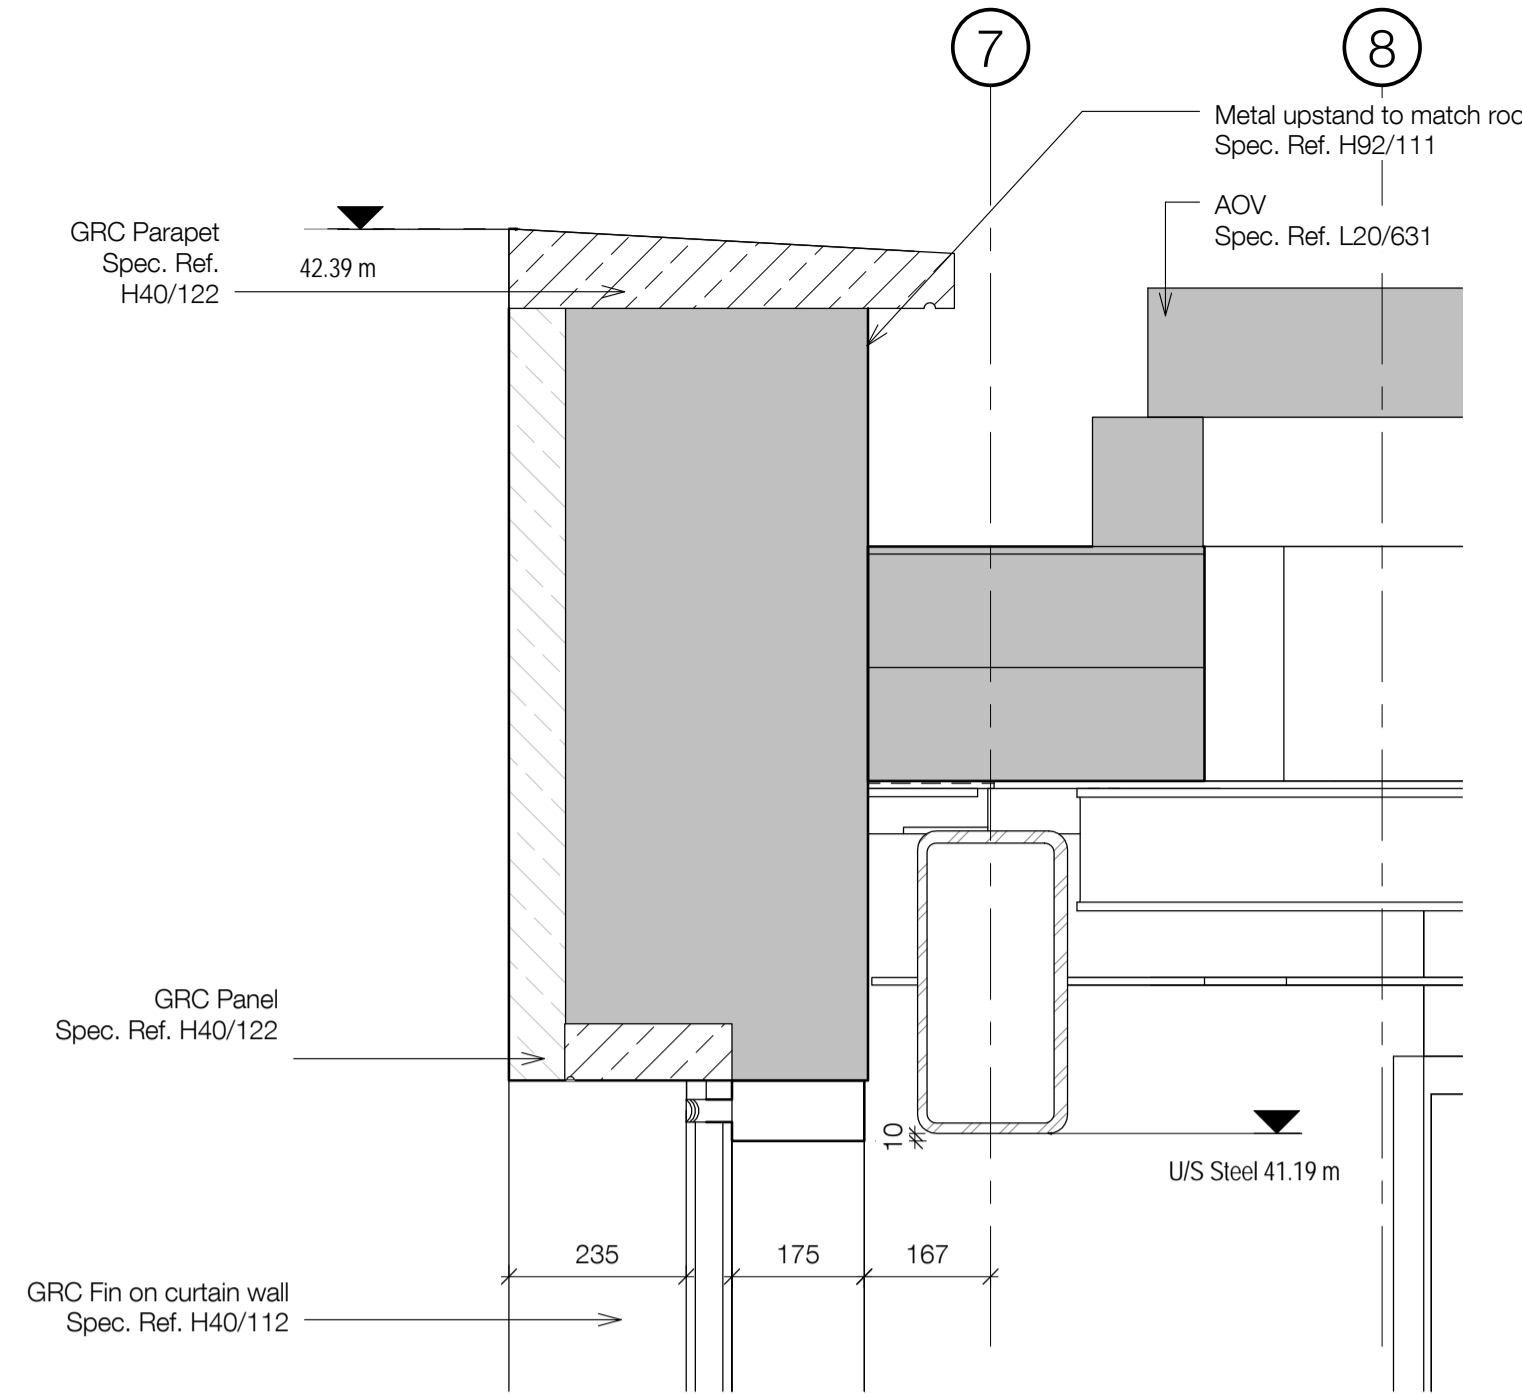 7
8
Metal upstand to match
Spec. Ref. H92/111
AOV
Spec. Ref. L20/631
GRC Parapet
Spec. Ref.
H40/122
42.39 m
GRC Panel
Spec. Ref. H40/122
10
U/S Steel 41.19 m
235
175
167
GRC Fin on curtain wall
Spec. Ref. H40/112